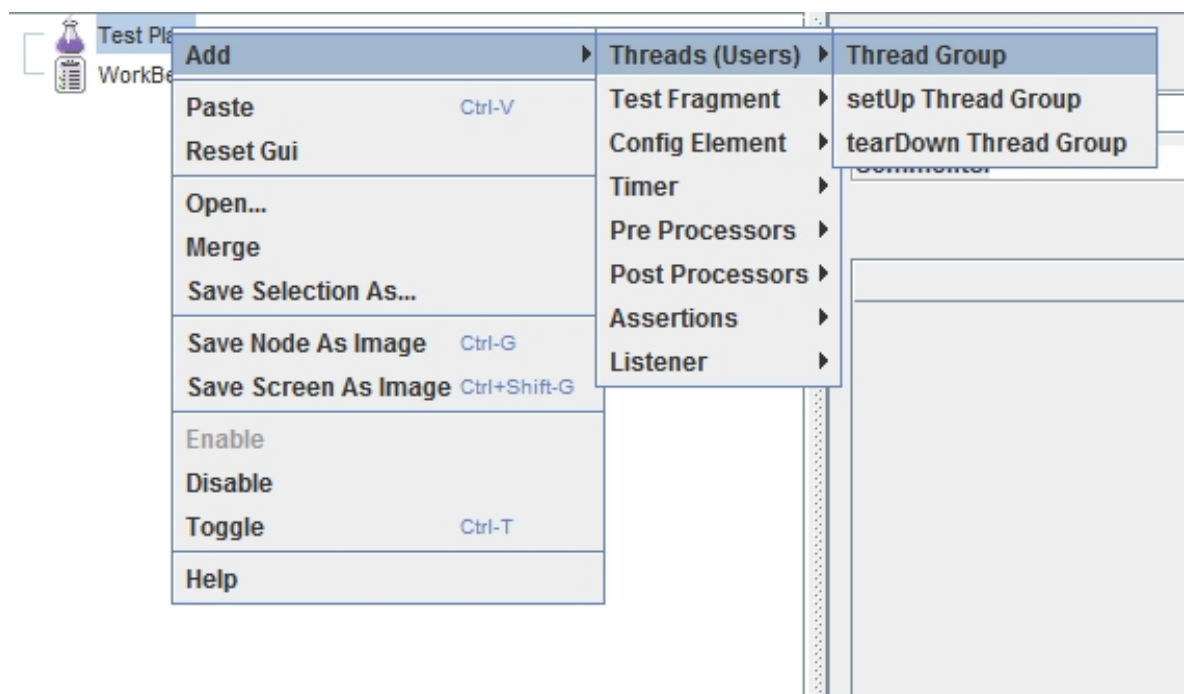 Test Pla
WorkBe
Add
Paste Ctrl-V
Reset Gui
Open...
Merge
Save Selection As...
Save Node As Image Ctrl-G
Save Screen As Image Ctrl+Shift-G
Enable
Disable
Toggle Ctrl-T
Help
Threads (Users)
Test Fragment
Config Element
Timer
Pre Processors
Post Processors
Assertions
Listener
Thread Group
setUp Thread Group
tearDown Thread Group